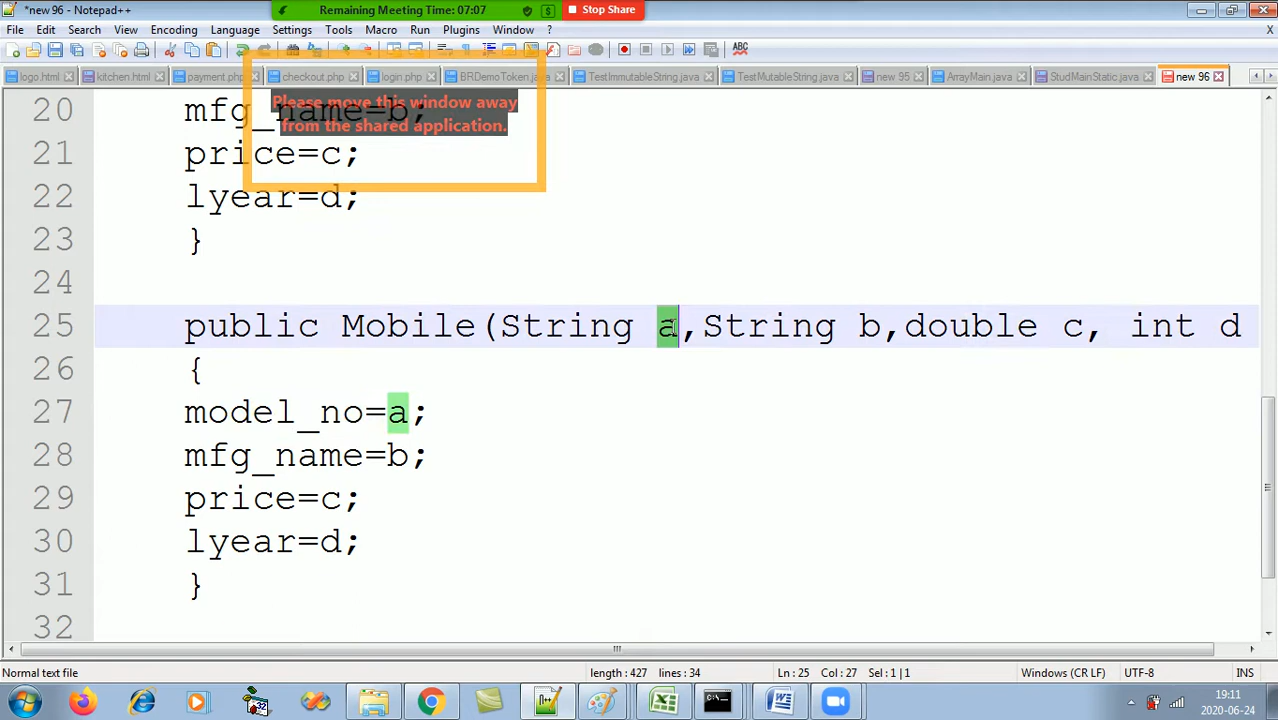 *new 96 - Notepad++
Remaining Meeting Time: 07:07
Stop Share
File Edit Search View Encoding Language Settings Tools Macro Run Plugins Window ?
X
logo.html kitchen.html payment.php checkout.php login.php BRDemoToken.java TestImmutableString.java TestMutableString.java new 95 ArrayMain.java StudMainStatic.java new 96
Please move this window away
from the shared application.
20 mfg_name=b;
21 price=c;
22 lyear=d;
23 }
24
25 public Mobile(String a,String b,double c, int d
26 {
27 model_no=a;
28 mfg_name=b;
29 price=c;
30 lyear=d;
31 }
32
Normal text file length : 427 lines : 34 Ln : 25 Col : 27 Sel : 1 | 1 Windows (CR LF) UTF-8 INS
19:11
2020-06-24